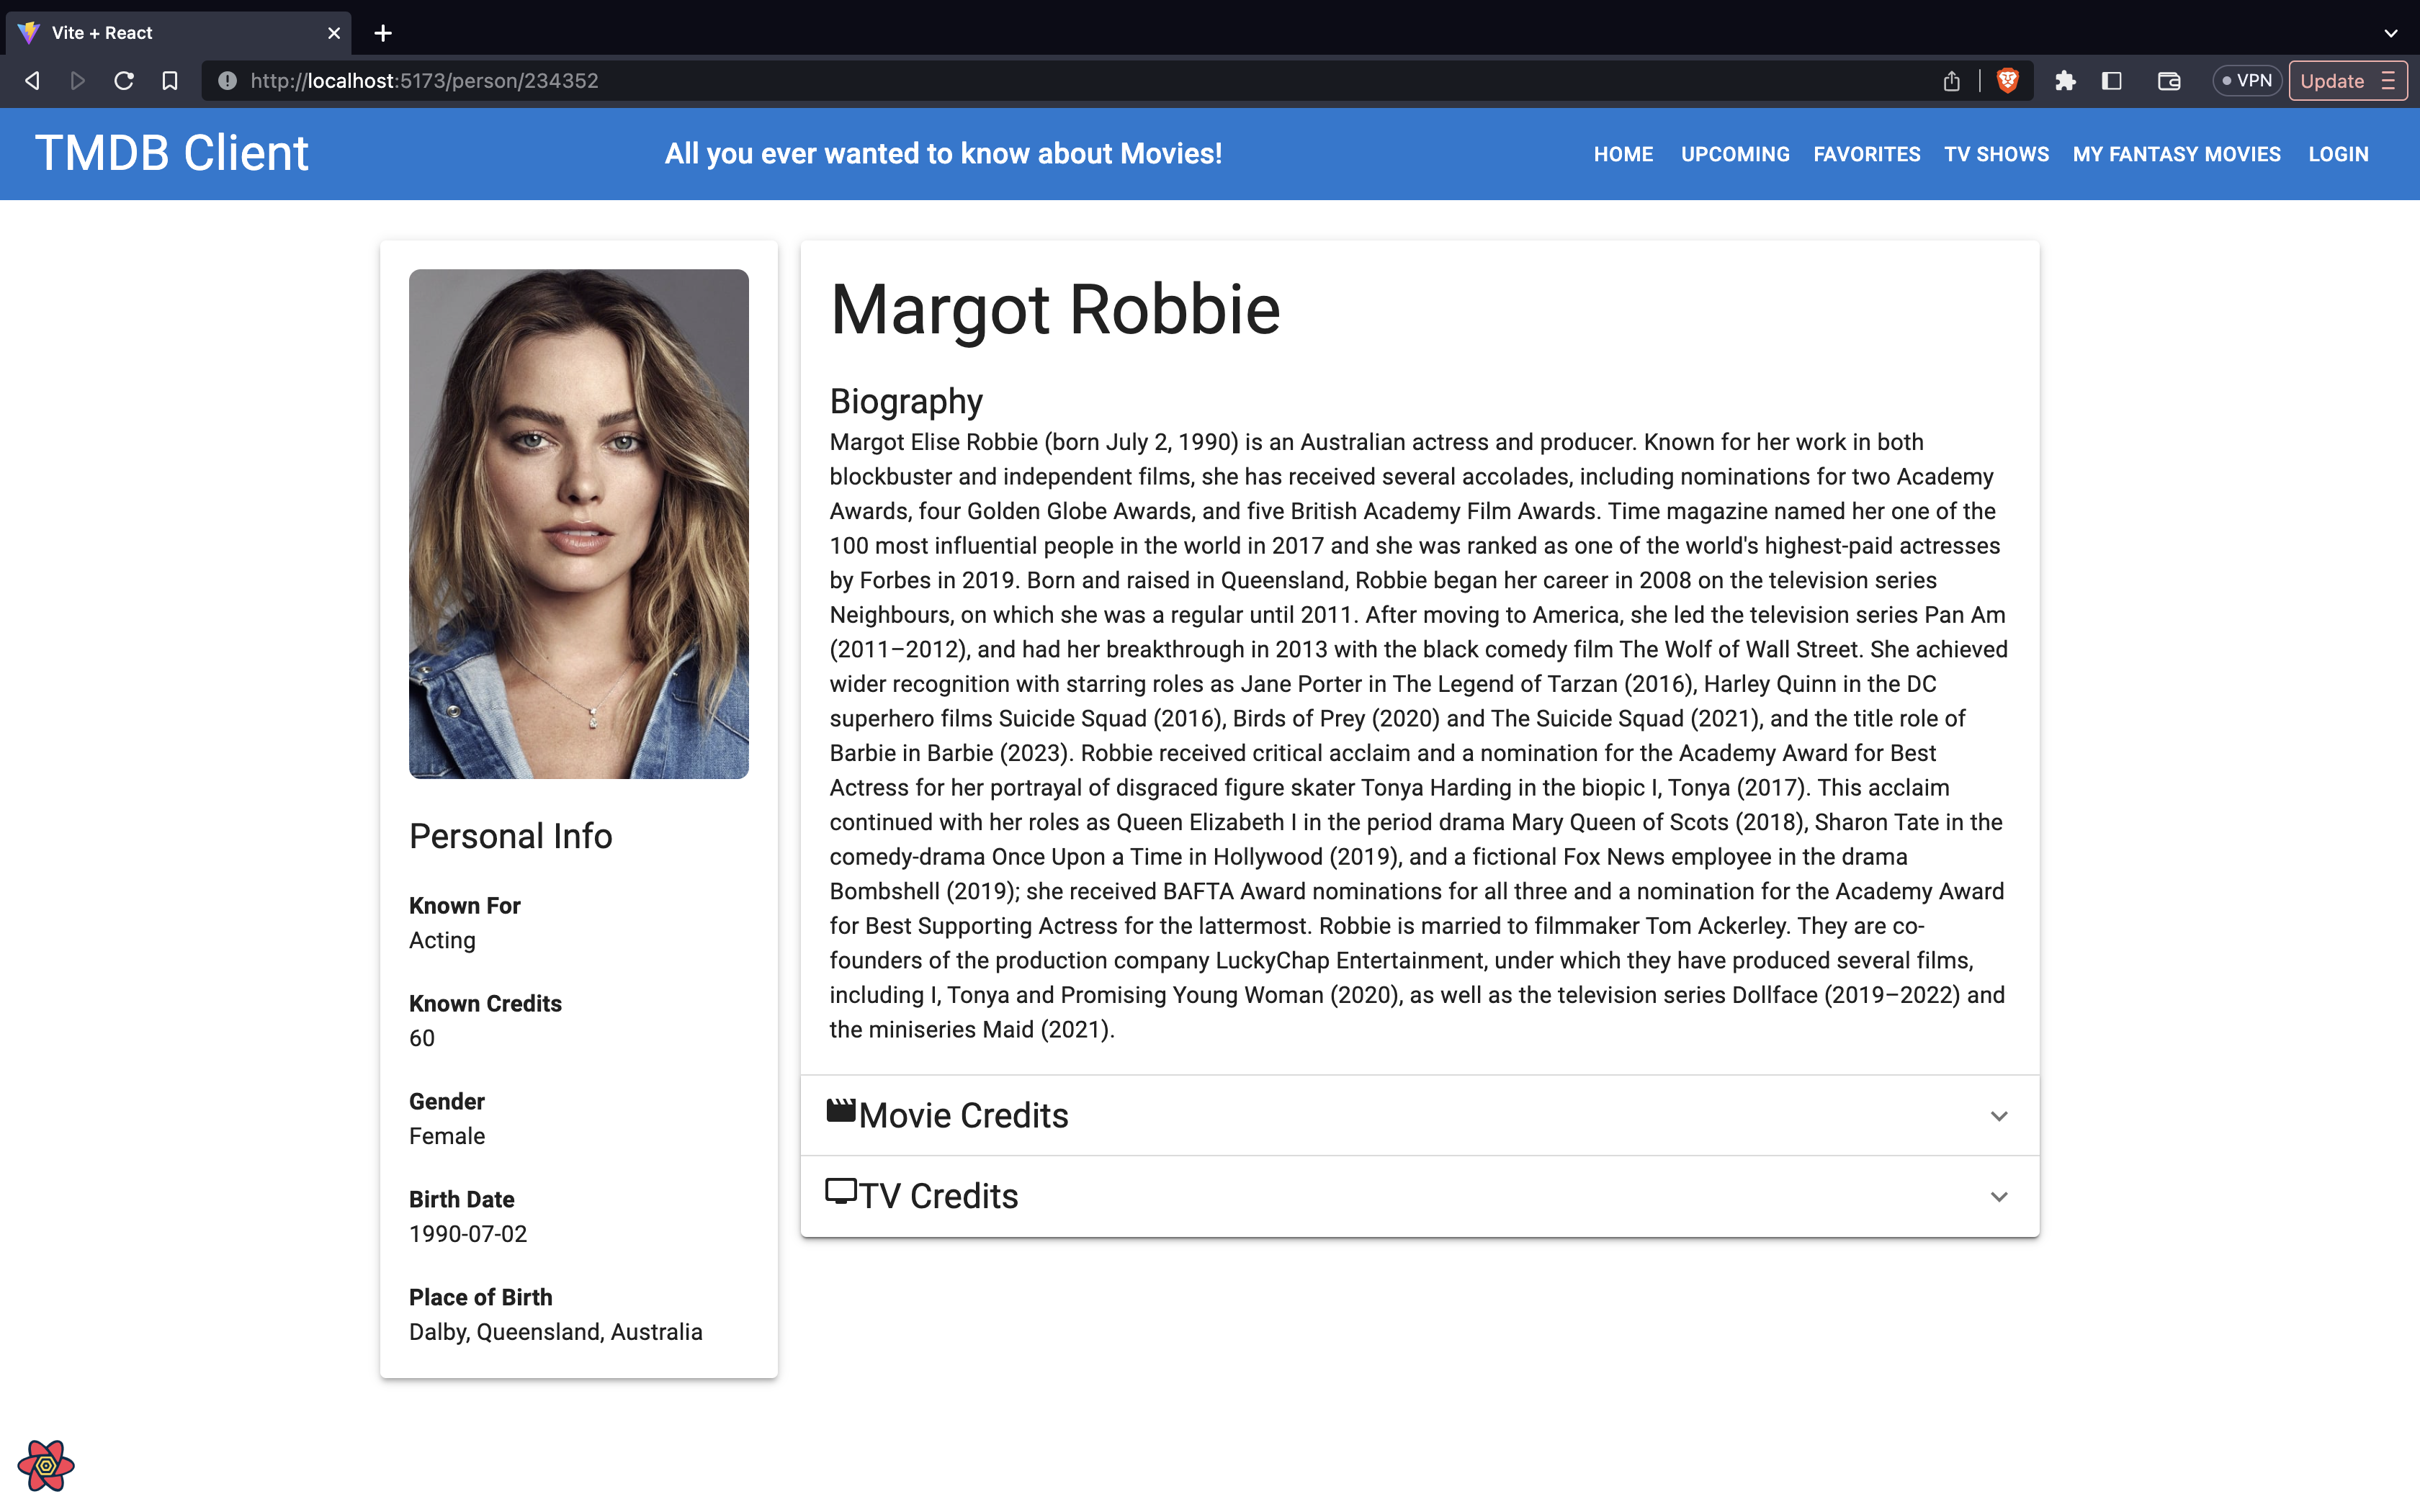 Vite + React
http://localhost:5173/person/234352
VPN
Update
TMDB Client
All you ever wanted to know about Movies!
HOME UPCOMING FAVORITES TV SHOWS MY FANTASY MOVIES LOGIN
Personal Info
Known For
Acting
Known Credits
60
Gender
Female
Birth Date
1990-07-02
Place of Birth
Dalby, Queensland, Australia
Margot Robbie
Biography
Margot Elise Robbie (born July 2, 1990) is an Australian actress and producer. Known for her work in both
blockbuster and independent films, she has received several accolades, including nominations for two Academy
Awards, four Golden Globe Awards, and five British Academy Film Awards. Time magazine named her one of the
100 most influential people in the world in 2017 and she was ranked as one of the world's highest-paid actresses
by Forbes in 2019. Born and raised in Queensland, Robbie began her career in 2008 on the television series
Neighbours, on which she was a regular until 2011. After moving to America, she led the television series Pan Am
(2011–2012), and had her breakthrough in 2013 with the black comedy film The Wolf of Wall Street. She achieved
wider recognition with starring roles as Jane Porter in The Legend of Tarzan (2016), Harley Quinn in the DC
superhero films Suicide Squad (2016), Birds of Prey (2020) and The Suicide Squad (2021), and the title role of
Barbie in Barbie (2023). Robbie received critical acclaim and a nomination for the Academy Award for Best
Actress for her portrayal of disgraced figure skater Tonya Harding in the biopic I, Tonya (2017). This acclaim
continued with her roles as Queen Elizabeth I in the period drama Mary Queen of Scots (2018), Sharon Tate in the
comedy-drama Once Upon a Time in Hollywood (2019), and a fictional Fox News employee in the drama
Bombshell (2019); she received BAFTA Award nominations for all three and a nomination for the Academy Award
for Best Supporting Actress for the lattermost. Robbie is married to filmmaker Tom Ackerley. They are co-
founders of the production company LuckyChap Entertainment, under which they have produced several films,
including I, Tonya and Promising Young Woman (2020), as well as the television series Dollface (2019–2022) and
the miniseries Maid (2021).
Movie Credits
TV Credits